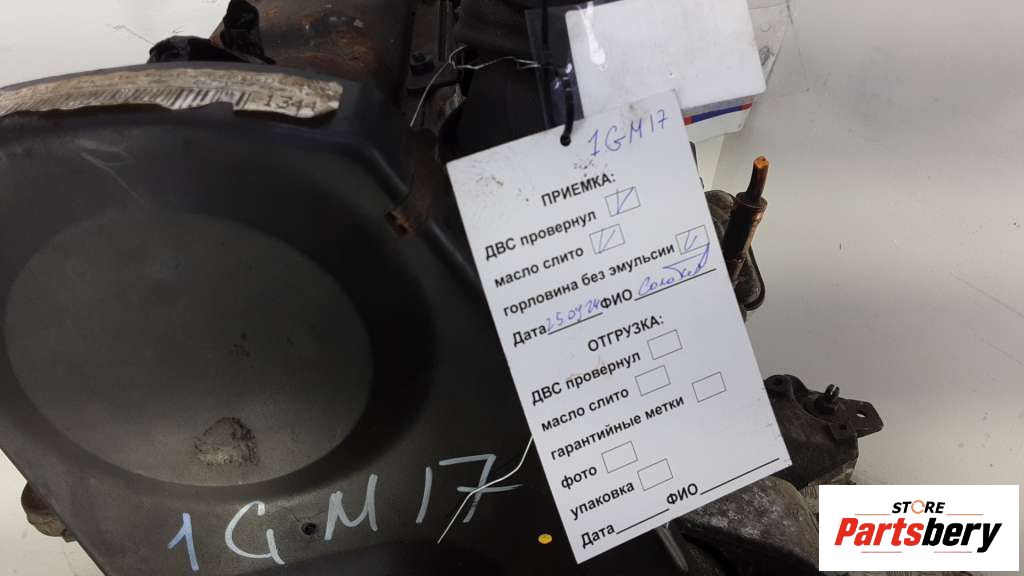 134
1GM17
ПРИЕМКА:
ДВС провернул
масло слито
горловина без эмульсии
Дата 25.04.24 ФИО
ОТГРУЗКА:
ДВС провернул
масло слито
гарантийные метки
фото
упаковка
Дата ФИО
1GM17
STORE
Partsbery